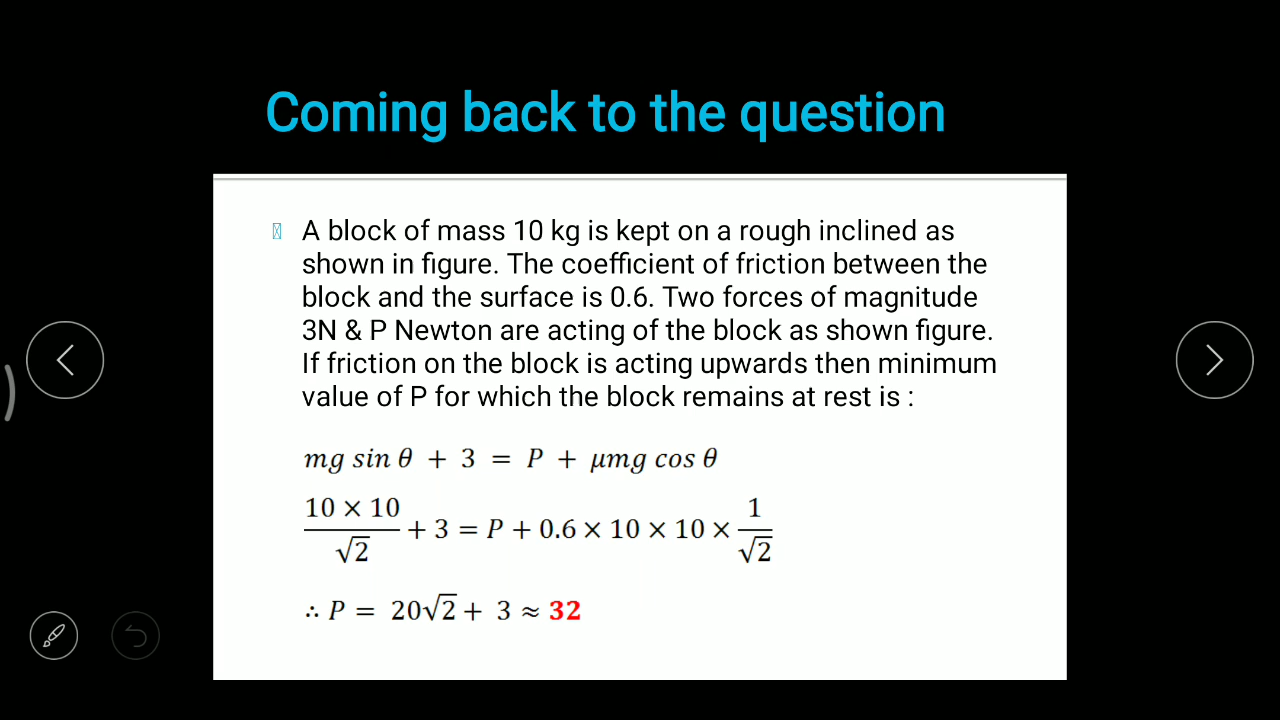 Coming back to the question
A block of mass 10 kg is kept on a rough inclined as
shown in figure. The coefficient of friction between the
block and the surface is 0.6. Two forces of magnitude
3N & P Newton are acting of the block as shown figure.
If friction on the block is acting upwards then minimum
value of P for which the block remains at rest is :
mg sin θ + 3 = P + μmg cos θ
(10 × 10)/√2 + 3 = P + 0.6 × 10 × 10 × 1/√2
∴ P = 20√2 + 3 ≈ 32